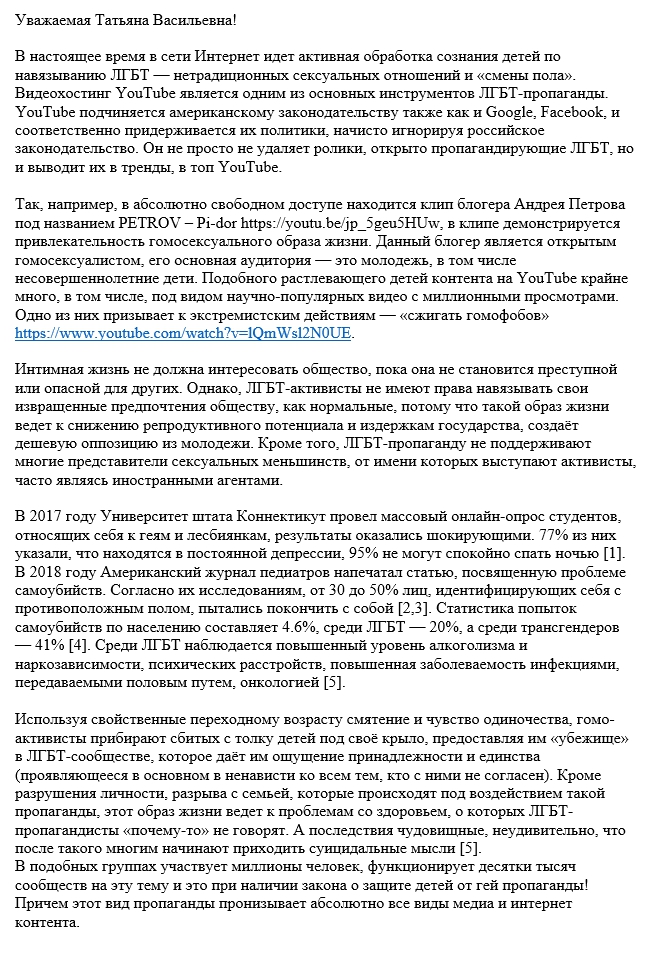 Уважаемая Татьяна Васильевна!
В настоящее время в сети Интернет идет активная обработка сознания детей по
навязыванию ЛГБТ — нетрадиционных сексуальных отношений и «смены пола».
Видеохостинг YouTube является одним из основных инструментов ЛГБТ-пропаганды.
YouTube подчиняется американскому законодательству также как и Google, Facebook, и
соответственно придерживается их политики, начисто игнорируя российское
законодательство. Он не просто не удаляет ролики, открыто пропагандирующие ЛГБТ, но
и выводит их в тренды, в топ YouTube.
Так, например, в абсолютно свободном доступе находится клип блогера Андрея Петрова
под названием PETROV – Pi-dor https://youtu.be/jp_5geu5HUw, в клипе демонстрируется
привлекательность гомосексуального образа жизни. Данный блогер является открытым
гомосексуалистом, его основная аудитория — это молодежь, в том числе
несовершеннолетние дети. Подобного растлевающего детей контента на YouTube крайне
много, в том числе, под видом научно-популярных видео с миллионными просмотрами.
Одно из них призывает к экстремистским действиям — «сжигать гомофобов»
https://www.youtube.com/watch?v=lQmWsl2N0UE.
Интимная жизнь не должна интересовать общество, пока она не становится преступной
или опасной для других. Однако, ЛГБТ-активисты не имеют права навязывать свои
извращенные предпочтения обществу, как нормальные, потому что такой образ жизни
ведет к снижению репродуктивного потенциала и издержкам государства, создаёт
дешевую оппозицию из молодежи. Кроме того, ЛГБТ-пропаганду не поддерживают
многие представители сексуальных меньшинств, от имени которых выступают активисты,
часто являясь иностранными агентами.
В 2017 году Университет штата Коннектикут провел массовый онлайн-опрос студентов,
относящих себя к геям и лесбиянкам, результаты оказались шокирующими. 77% из них
указали, что находятся в постоянной депрессии, 95% не могут спокойно спать ночью [1].
В 2018 году Американский журнал педиатров напечатал статью, посвященную проблеме
самоубийств. Согласно их исследованиям, от 30 до 50% лиц, идентифицирующих себя с
противоположным полом, пытались покончить с собой [2,3]. Статистика попыток
самоубийств по населению составляет 4.6%, среди ЛГБТ — 20%, а среди трансгендеров
— 41% [4]. Среди ЛГБТ наблюдается повышенный уровень алкоголизма и
наркозависимости, психических расстройств, повышенная заболеваемость инфекциями,
передаваемыми половым путем, онкологией [5].
Используя свойственные переходному возрасту смятение и чувство одиночества, гомо-
активисты прибирают сбитых с толку детей под своё крыло, предоставляя им «убежище»
в ЛГБТ-сообществе, которое даёт им ощущение принадлежности и единства
(проявляющееся в основном в ненависти ко всем тем, кто с ними не согласен). Кроме
разрушения личности, разрыва с семьей, которые происходят под воздействием такой
пропаганды, этот образ жизни ведет к проблемам со здоровьем, о которых ЛГБТ-
пропагандисты «почему-то» не говорят. А последствия чудовищные, неудивительно, что
после такого многим начинают приходить суицидальные мысли [5].
В подобных группах участвует миллионы человек, функционирует десятки тысяч
сообществ на эту тему и это при наличии закона о защите детей от гей пропаганды!
Причем этот вид пропаганды пронизывает абсолютно все виды медиа и интернет
контента.